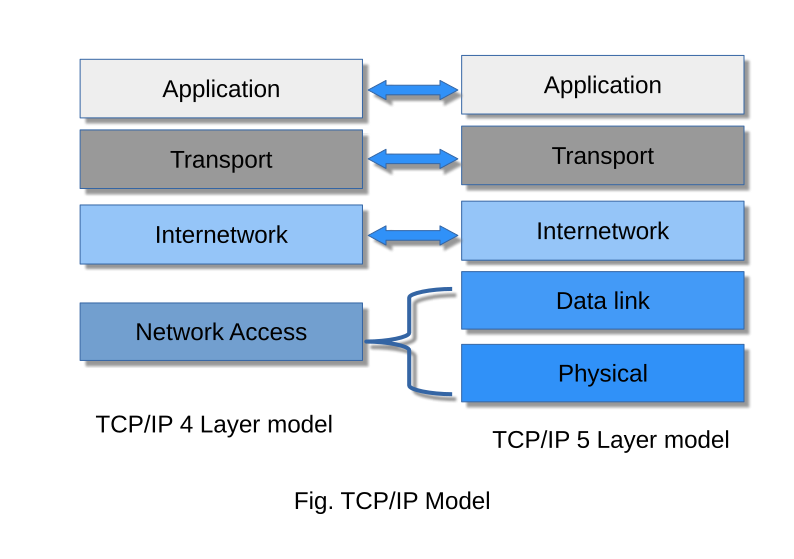 Application
Transport
Internetwork
Network Access
TCP/IP 4 Layer model
Application
Transport
Internetwork
Data link
Physical
TCP/IP 5 Layer model
Fig. TCP/IP Model